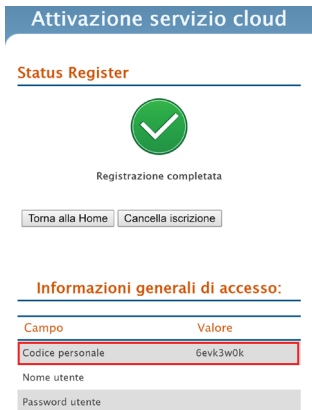 Attivazione servizio cloud
Status Register
Registrazione completata
Torna alla Home Cancella iscrizione
Informazioni generali di accesso:
Campo Valore
Codice personale 6evk3w0k
Nome utente
Password utente